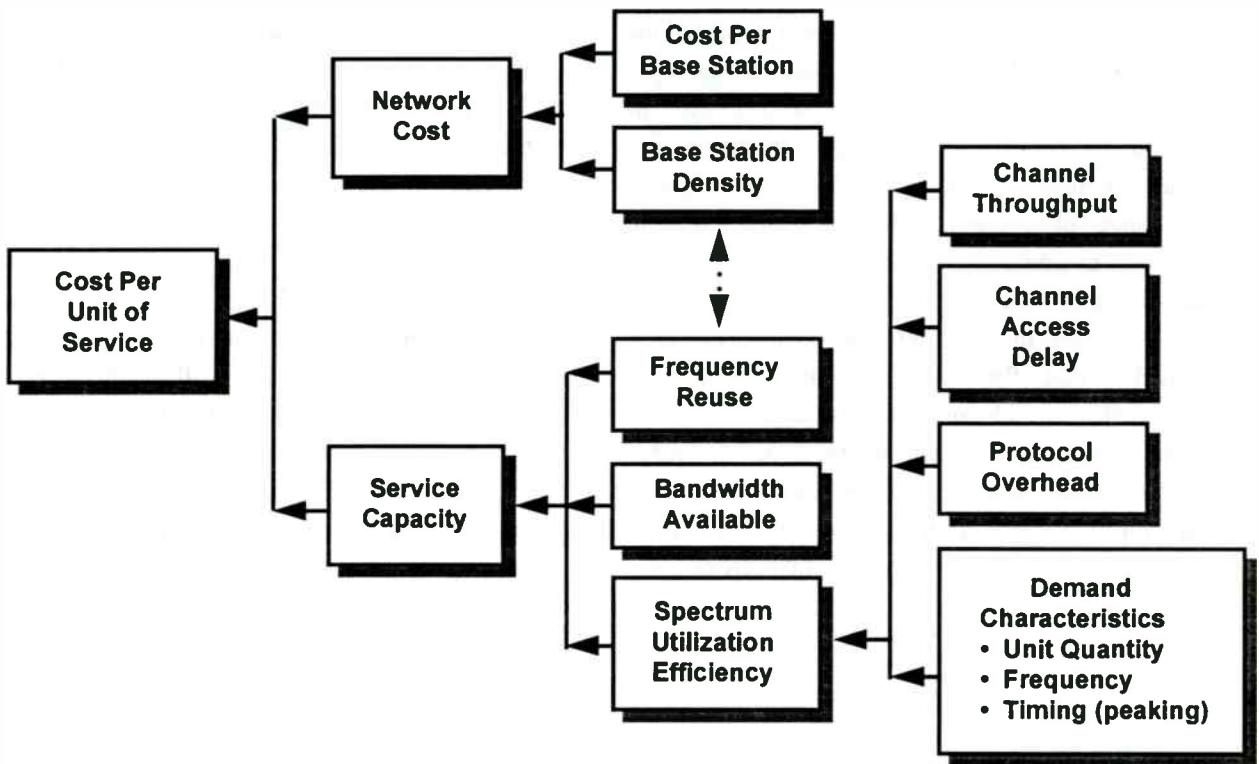 Cost Per
Unit of
Service
Network
Cost
Service
Capacity
Cost Per
Base Station
Base Station
Density
Frequency
Reuse
Bandwidth
Available
Spectrum
Utilization
Efficiency
Channel
Throughput
Channel
Access
Delay
Protocol
Overhead
Demand
Characteristics
• Unit Quantity
• Frequency
• Timing (peaking)